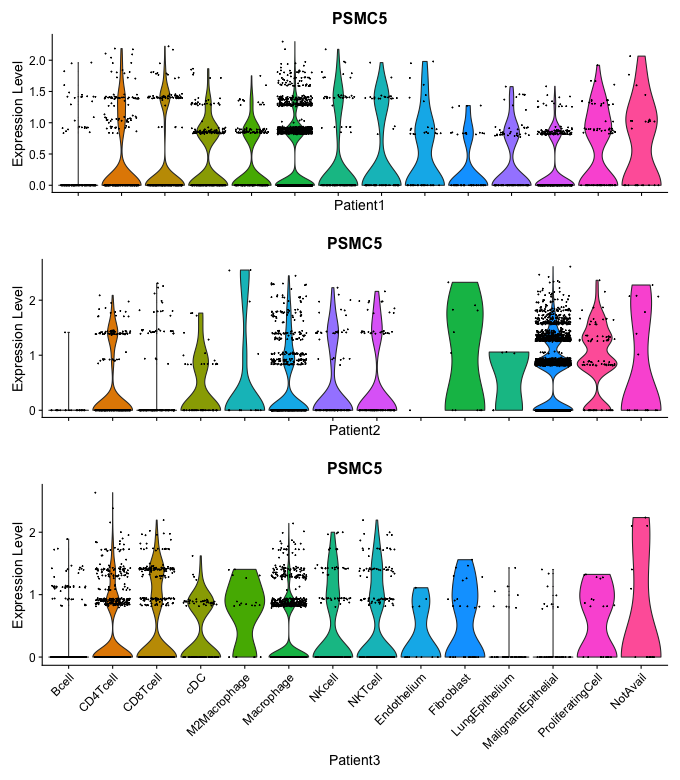 PSMC5
Expression Level
2.0
1.5
1.0
0.5
0.0
Patient1
PSMC5
Expression Level
2
1
0
Patient2
PSMC5
Expression Level
2
1
0
Bcell
CD4Tcell
CD8Tcell
cDC
M2Macrophage
Macrophage
NKcell
NKTcell
Endothelium
Fibroblast
LungEpithelium
MalignantEpithelial
ProliferatingCell
NotAvail
Patient3